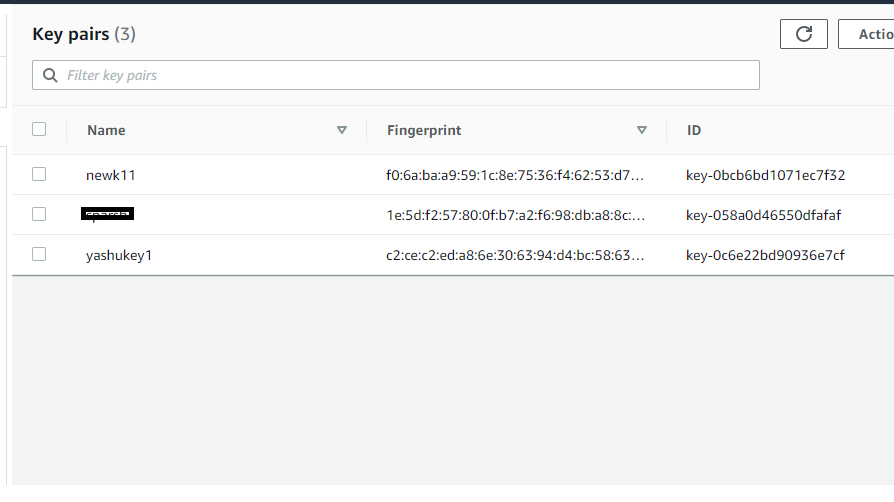 Key pairs (3)
Actio
Filter key pairs
Name Fingerprint ID
newk11 f0:6a:ba:a9:59:1c:8e:75:36:f4:62:53:d7... key-0bcb6bd1071ec7f32
1e:5d:f2:57:80:0f:b7:a2:f6:98:db:a8:8c:... key-058a0d46550dfafaf
yashukey1 c2:ce:c2:ed:a8:6e:30:63:94:d4:bc:58:63... key-0c6e22bd90936e7cf